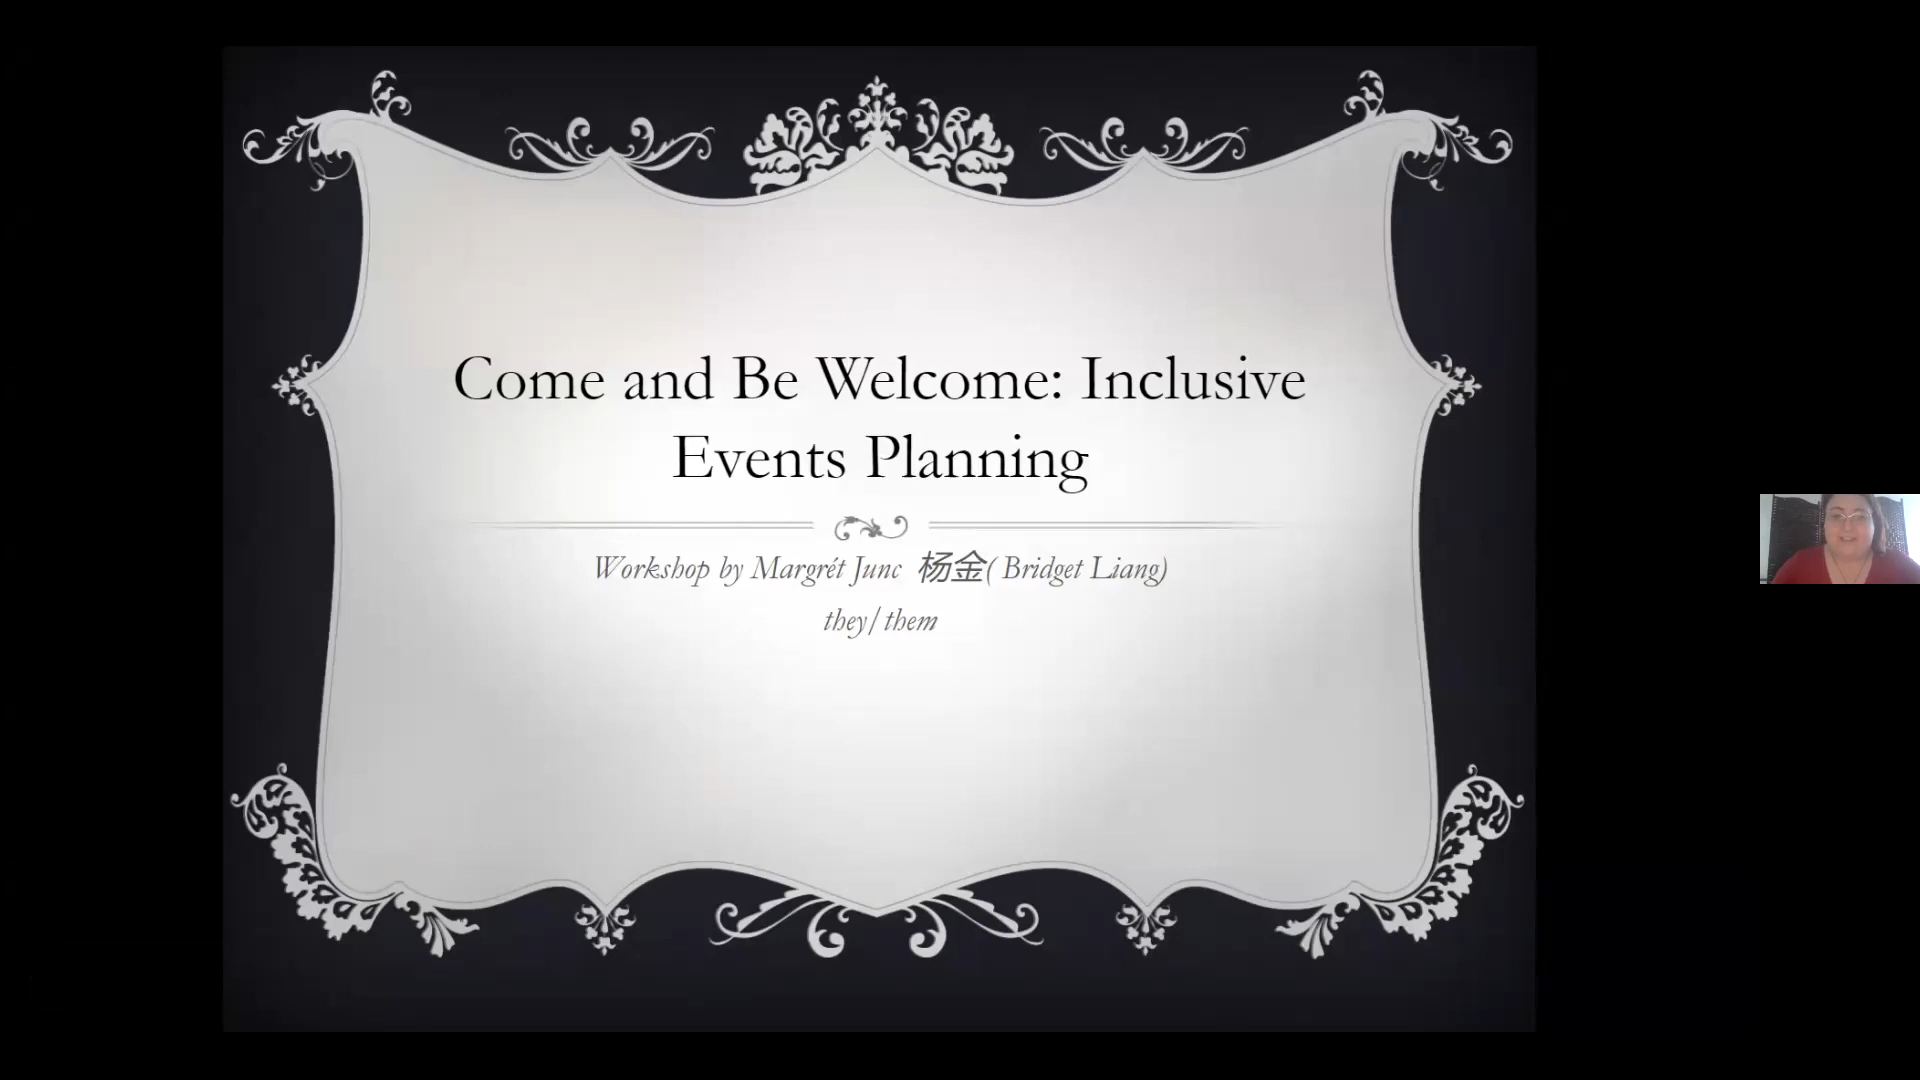 Come and Be Welcome: Inclusive
Events Planning
Workshop by Margrét Junc 杨金( Bridget Liang)
they/them